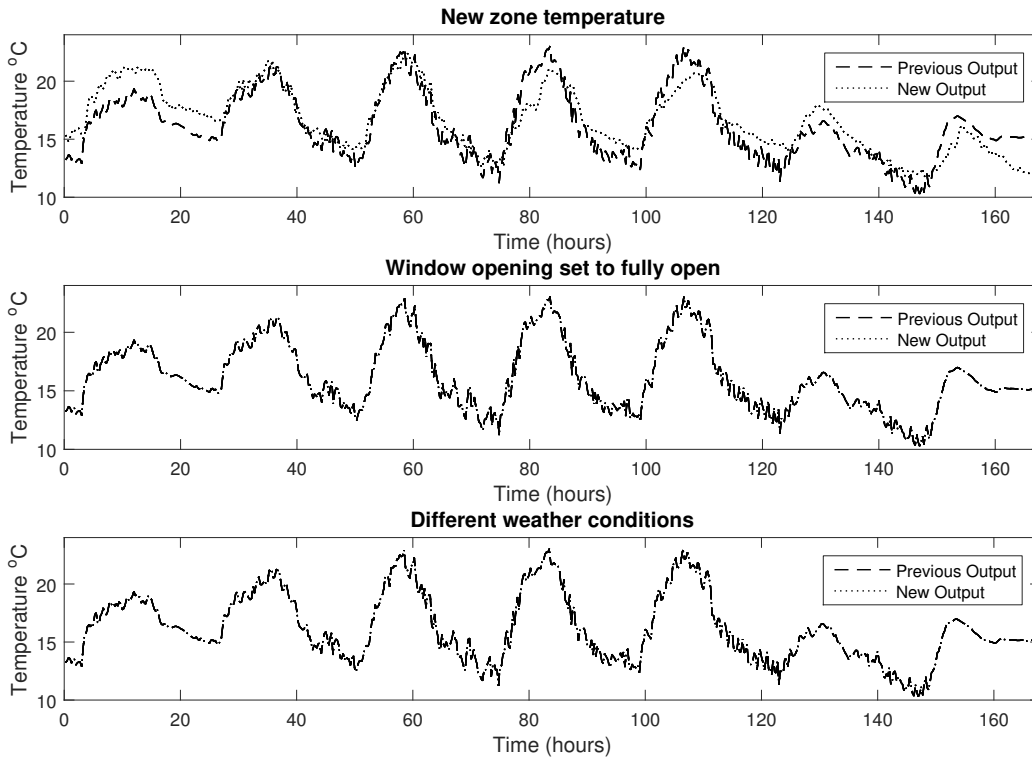 New zone temperature
Temperature °C
20
15
10
Previous Output
New Output
0 20 40 60 80 100 120 140 160
Time (hours)
Window opening set to fully open
Temperature °C
20
15
10
Previous Output
New Output
0 20 40 60 80 100 120 140 160
Time (hours)
Different weather conditions
Temperature °C
20
15
10
Previous Output
New Output
0 20 40 60 80 100 120 140 160
Time (hours)